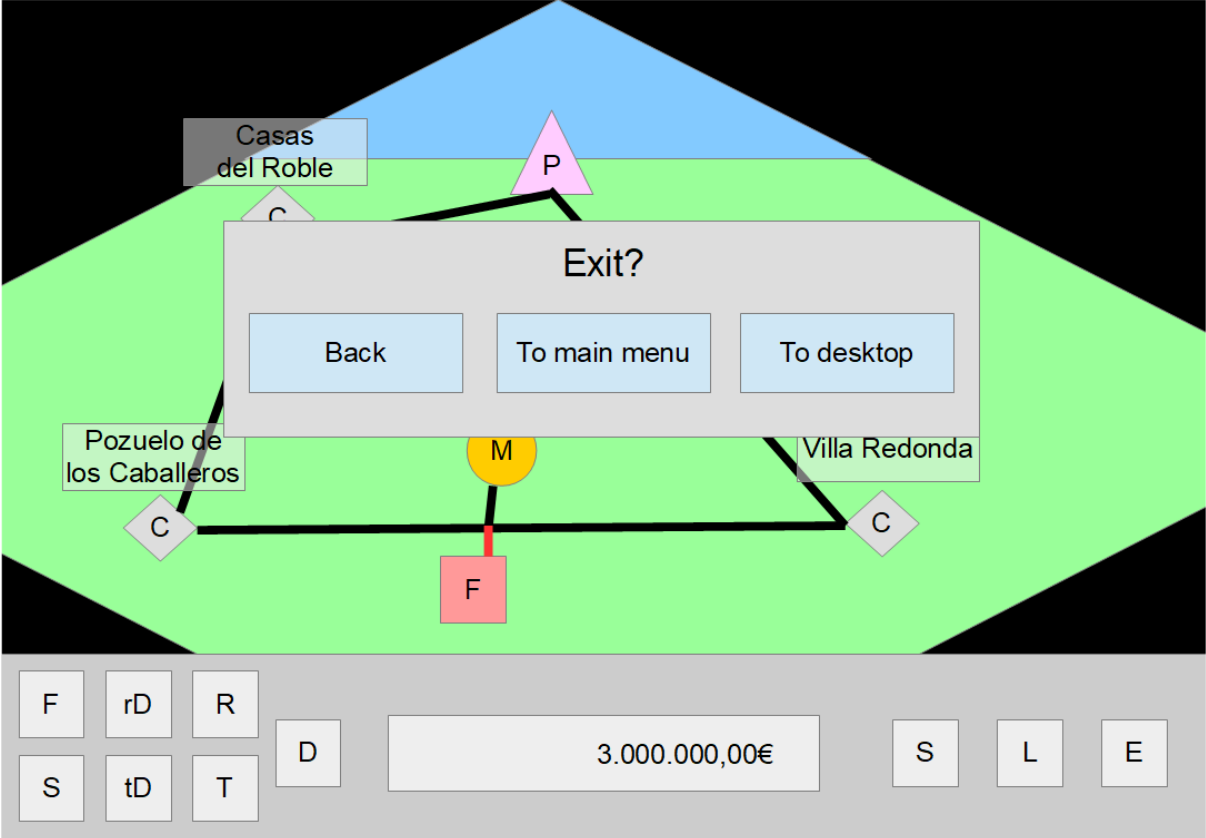 Casas
del Roble
P
C
Exit?
Back
To main menu
To desktop
Pozuelo de
los Caballeros
M
Villa Redonda
C
C
F
F
rD
R
S
tD
T
D
3.000.000,00€
S
L
E